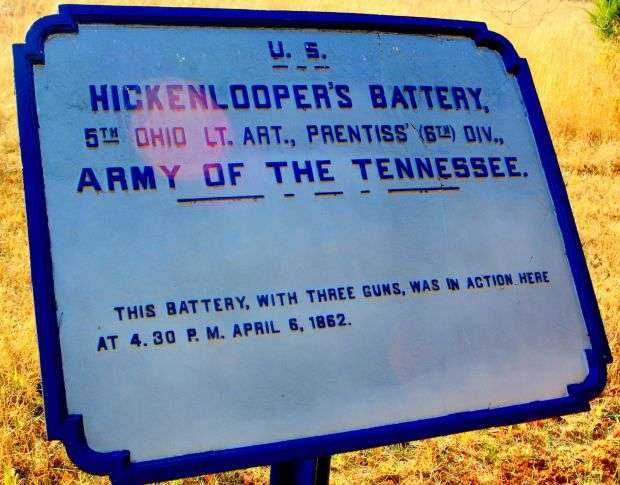 U. S.
HICKENLOOPER'S BATTERY,
5TH OHIO LT. ART., PRENTISS' (6TH) DIV.,
ARMY OF THE TENNESSEE.
THIS BATTERY, WITH THREE GUNS, WAS IN ACTION HERE
AT 4.30 P. M. APRIL 6, 1862.